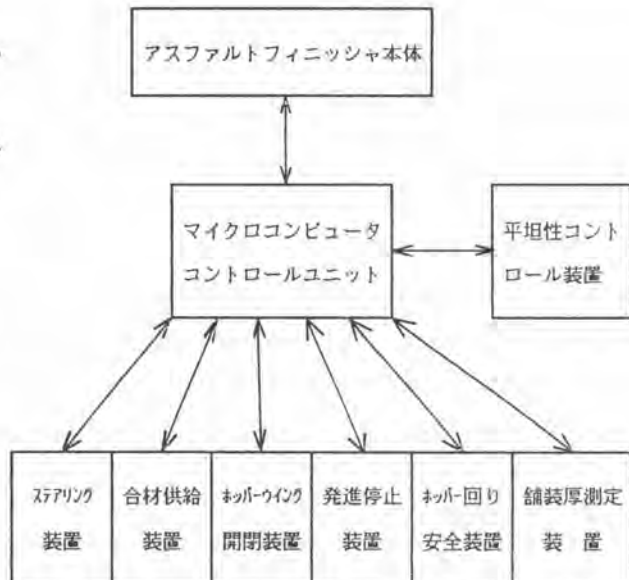 アスファルトフィニッシャ本体
マイクロコンピュータ
コントロールユニット
平坦性コント
ロール装置
ｽﾃｱﾘﾝｸﾞ
装置
合材供給
装置
ﾎｯﾊﾟｰｳｲﾝｸﾞ
開閉装置
発進停止
装置
ﾎｯﾊﾟｰ回り
安全装置
舗装厚測定
装　置